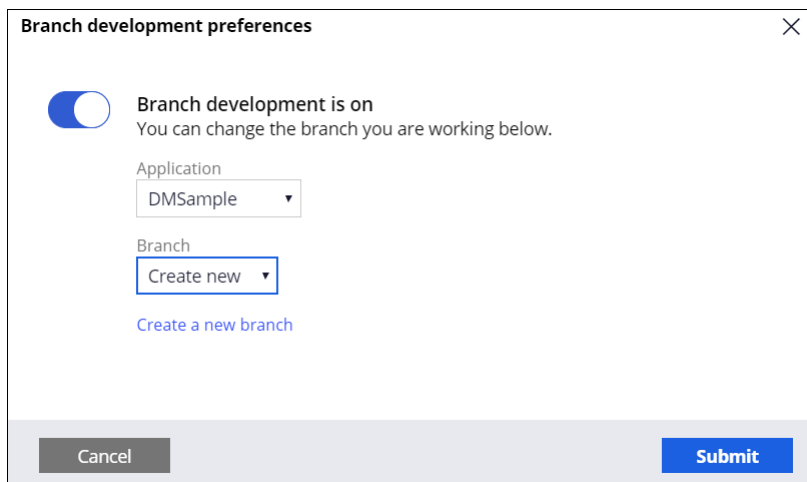 Branch development preferences
Branch development is on
You can change the branch you are working below.
Application
DMSample
Branch
Create new
Create a new branch
Cancel
Submit